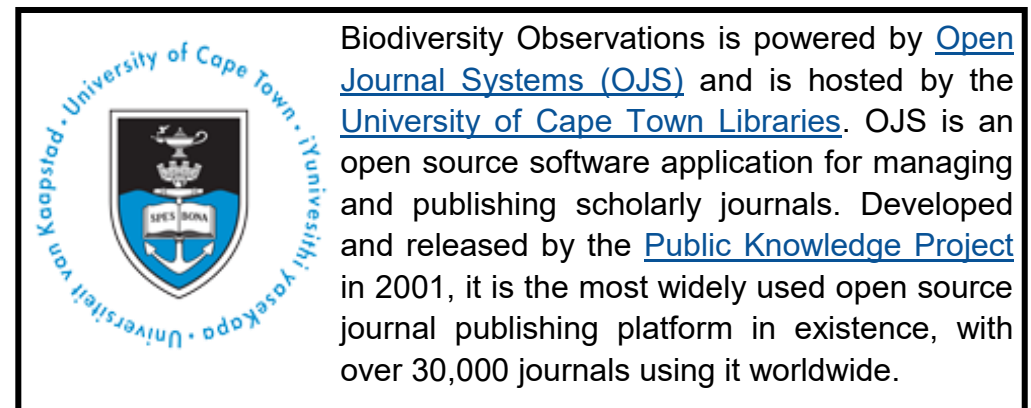 University of Cape Town · iYunivesithi yaseKapa · Universiteit van Kaapstad ·
SPES BONA
Biodiversity Observations is powered by Open
Journal Systems (OJS) and is hosted by the
University of Cape Town Libraries. OJS is an
open source software application for managing
and publishing scholarly journals. Developed
and released by the Public Knowledge Project
in 2001, it is the most widely used open source
journal publishing platform in existence, with
over 30,000 journals using it worldwide.